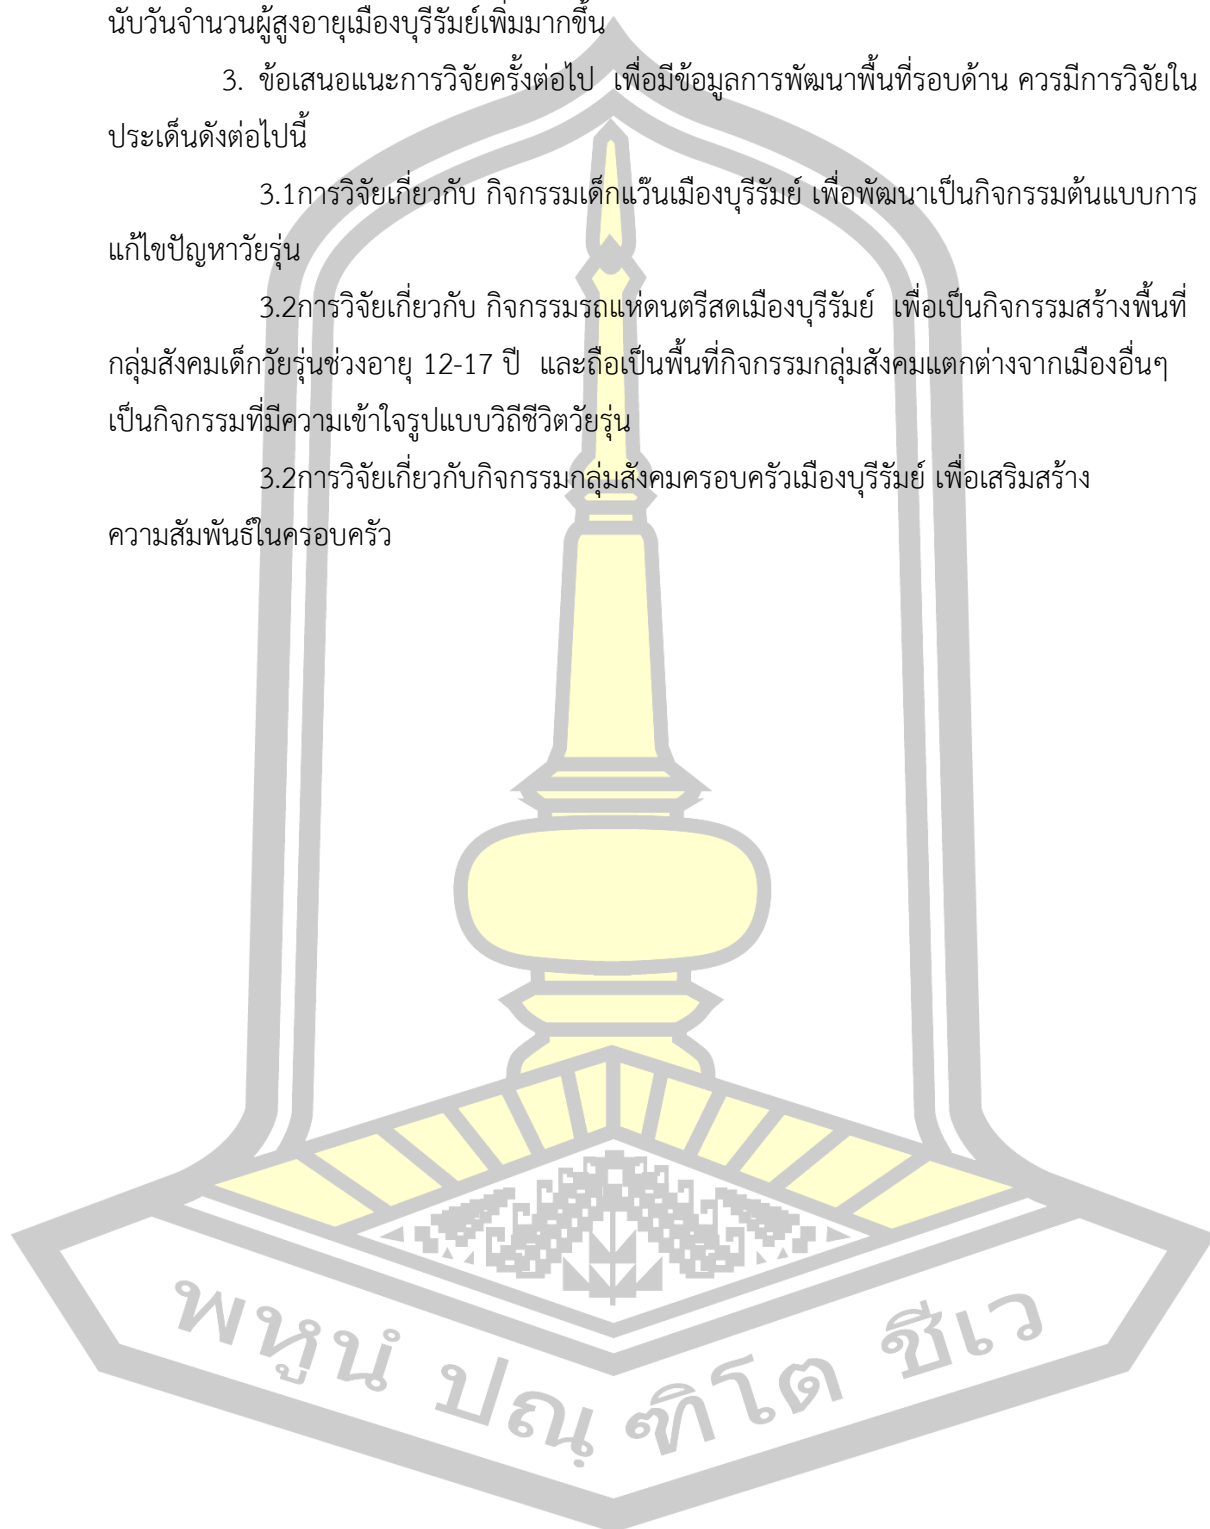 นับวันจำนวนผู้สูงอายุเมืองบุรีรัมย์เพิ่มมากขึ้น
3. ข้อเสนอแนะการวิจัยครั้งต่อไป เพื่อมีข้อมูลการพัฒนาพื้นที่รอบด้าน ควรมีการวิจัยใน
ประเด็นดังต่อไปนี้
3.1การวิจัยเกี่ยวกับ กิจกรรมเด็กแว๊นเมืองบุรีรัมย์ เพื่อพัฒนาเป็นกิจกรรมต้นแบบการ
แก้ไขปัญหาวัยรุ่น
3.2การวิจัยเกี่ยวกับ กิจกรรมรถแห่ดนตรีสดเมืองบุรีรัมย์ เพื่อเป็นกิจกรรมสร้างพื้นที่
กลุ่มสังคมเด็กวัยรุ่นช่วงอายุ 12-17 ปี และถือเป็นพื้นที่กิจกรรมกลุ่มสังคมแตกต่างจากเมืองอื่นๆ
เป็นกิจกรรมที่มีความเข้าใจรูปแบบวิถีชีวิตวัยรุ่น
3.2การวิจัยเกี่ยวกับกิจกรรมกลุ่มสังคมครอบครัวเมืองบุรีรัมย์ เพื่อเสริมสร้าง
ความสัมพันธ์ในครอบครัว
พหูนํ ปณฺฑิโต ชีเว